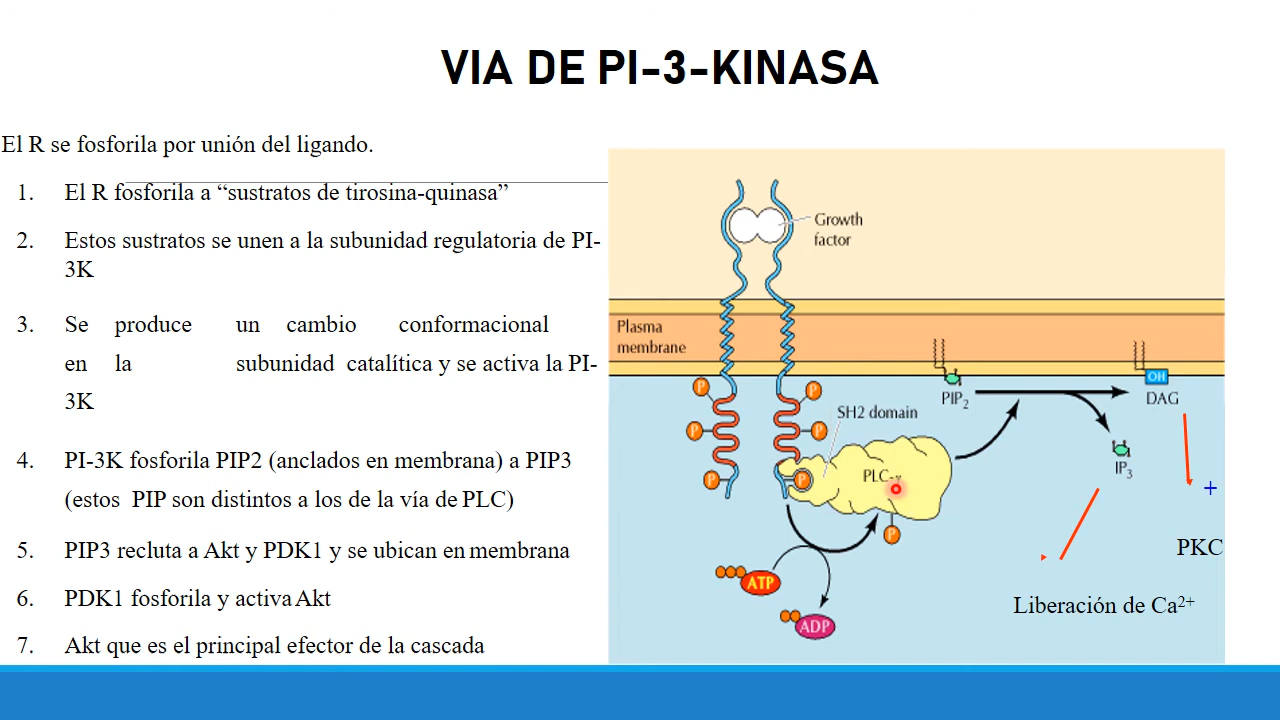 VIA DE PI-3-KINASA
El R se fosforila por unión del ligando.
1. El R fosforila a “sustratos de tirosina-quinasa”
2. Estos sustratos se unen a la subunidad regulatoria de PI-
3K
3. Se produce un cambio conformacional
en la subunidad catalítica y se activa la PI-
3K
4. PI-3K fosforila PIP2 (anclados en membrana) a PIP3
(estos PIP son distintos a los de la vía de PLC)
5. PIP3 recluta a Akt y PDK1 y se ubican en membrana
6. PDK1 fosforila y activa Akt
7. Akt que es el principal efector de la cascada
Growth
factor
Plasma
membrane
OH
PIP₂
DAG
P
P
SH2 domain
P
P
IP₃
P
P
PLC-γ
+
P
PKC
ATP
Liberación de Ca²⁺
ADP